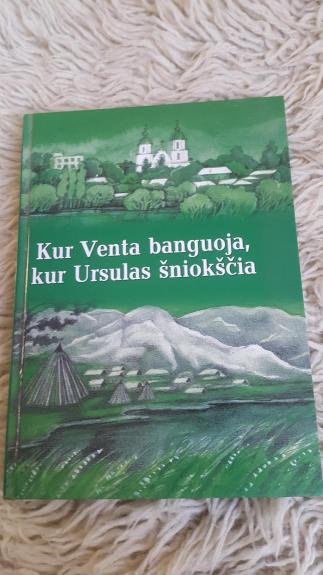 Kur Venta banguoja,
kur Ursulas šniokščia